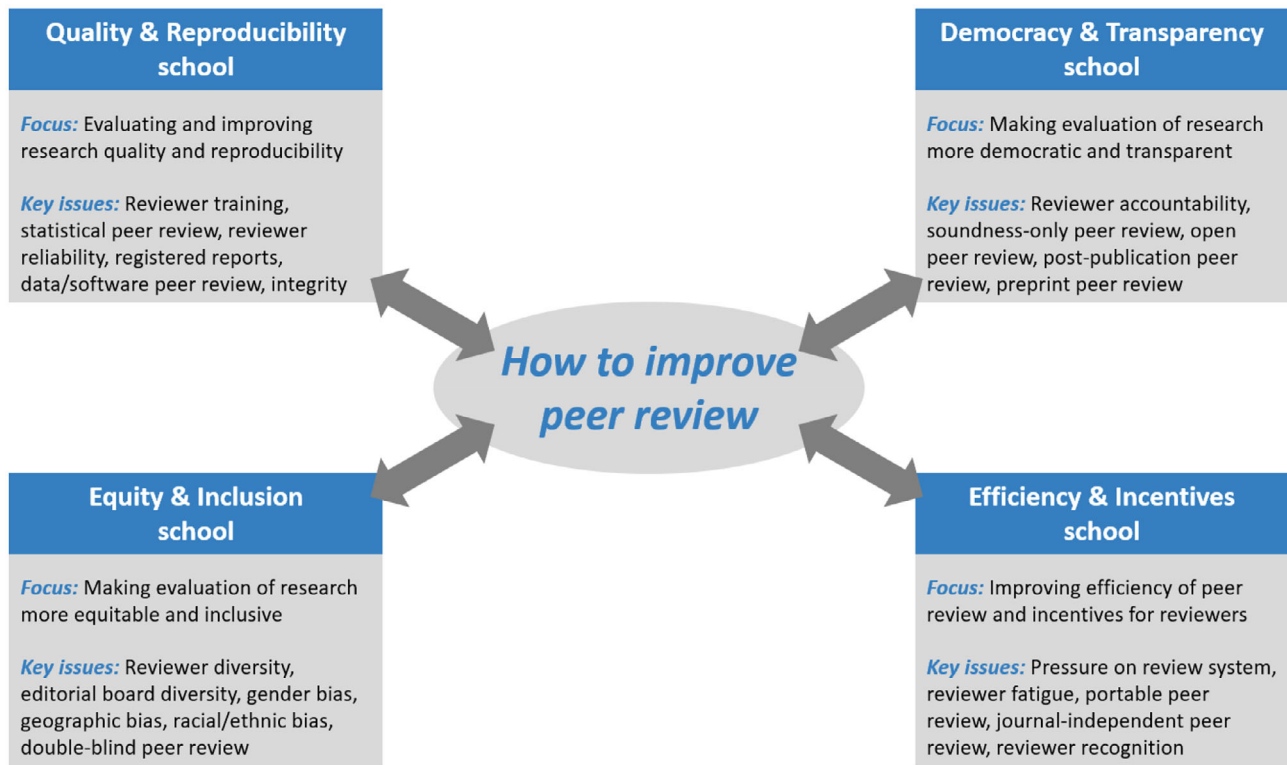 Quality & Reproducibility
school
Focus: Evaluating and improving
research quality and reproducibility
Key issues: Reviewer training,
statistical peer review, reviewer
reliability, registered reports,
data/software peer review, integrity
Democracy & Transparency
school
Focus: Making evaluation of research
more democratic and transparent
Key issues: Reviewer accountability,
soundness-only peer review, open
peer review, post-publication peer
review, preprint peer review
How to improve
peer review
Equity & Inclusion
school
Focus: Making evaluation of research
more equitable and inclusive
Key issues: Reviewer diversity,
editorial board diversity, gender bias,
geographic bias, racial/ethnic bias,
double-blind peer review
Efficiency & Incentives
school
Focus: Improving efficiency of peer
review and incentives for reviewers
Key issues: Pressure on review system,
reviewer fatigue, portable peer
review, journal-independent peer
review, reviewer recognition